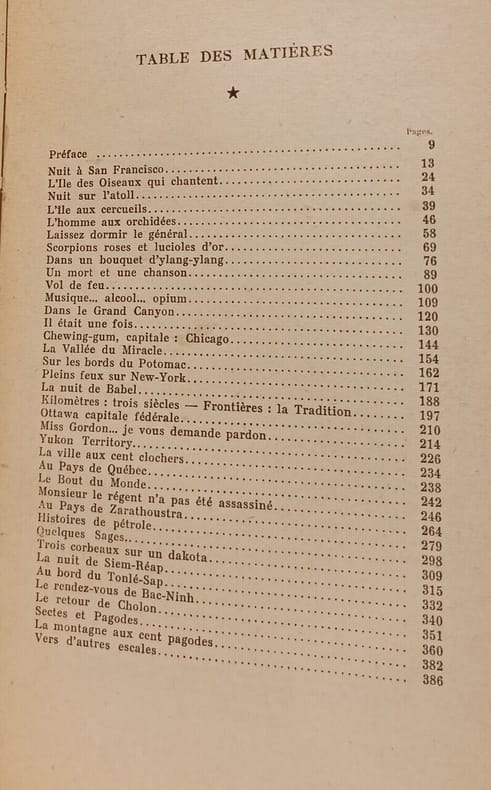 TABLE DES MATIÈRES
★
Pages.
Préface ........ 9
Nuit à San Francisco........ 13
L'Ile des Oiseaux qui chantent........ 24
Nuit sur l'atoll........ 34
L'île aux cercueils........ 39
L'homme aux orchidées........ 46
Laissez dormir le général........ 58
Scorpions roses et lucioles d'or........ 69
Dans un bouquet d'ylang-ylang........ 76
Un mort et une chanson........ 89
Vol de feu........ 100
Musique... alcool... opium........ 109
Dans le Grand Canyon........ 120
Il était une fois........ 130
Chewing-gum, capitale : Chicago........ 144
La Vallée du Miracle........ 154
Sur les bords du Potomac........ 162
Pleins feux sur New-York........ 171
La nuit de Babel........ 188
Kilomètres : trois siècles — Frontières : la Tradition........ 197
Ottawa capitale fédérale........ 210
Miss Gordon... je vous demande pardon........ 214
Yukon Territory........ 226
La ville aux cent clochers........ 234
Au Pays de Québec........ 238
Le Bout du Monde........ 242
Monsieur le régent n'a pas été assassiné........ 246
Au Pays de Zarathoustra........ 264
Histoires de pétrole........ 279
Quelques Sages........ 298
Trois corbeaux sur un dakota........ 309
La nuit de Siem-Réap........ 315
Au bord du Tonlé-Sap........ 332
Le rendez-vous de Bac-Ninh........ 340
Le retour de Cholon........ 351
Sectes et Pagodes........ 360
La montagne aux cent pagodes........ 382
Vers d'autres escales........ 386